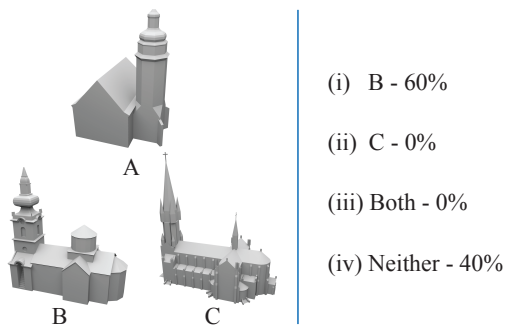 A
B
C
(i) B - 60%
(ii) C - 0%
(iii) Both - 0%
(iv) Neither - 40%